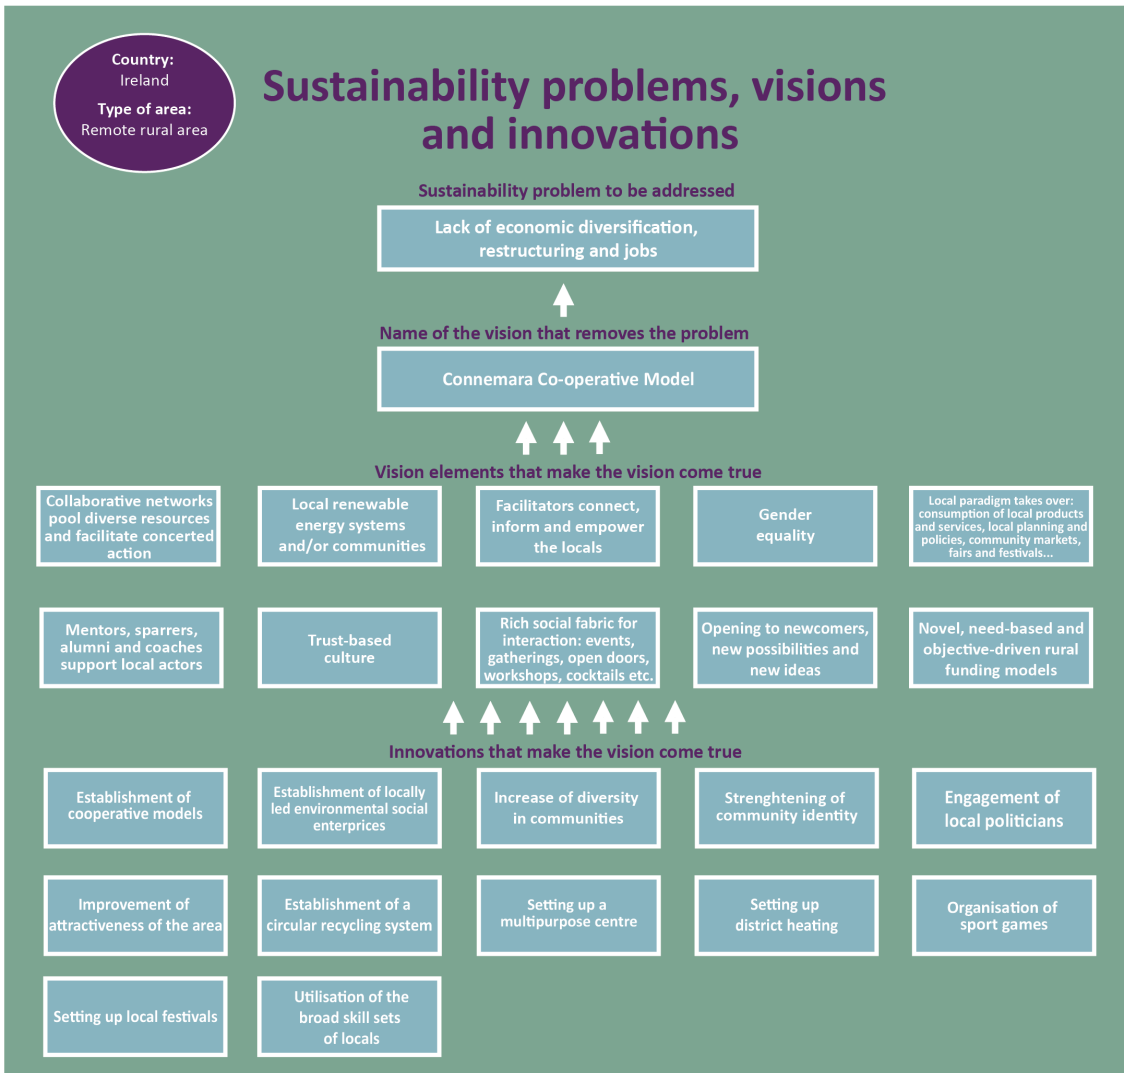 Country:
Ireland
Type of area:
Remote rural area
Sustainability problems, visions
and innovations
Sustainability problem to be addressed
Lack of economic diversification,
restructuring and jobs
Name of the vision that removes the problem
Connemara Co-operative Model
Vision elements that make the vision come true
Collaborative networks
pool diverse resources
and facilitate concerted
action
Local renewable
energy systems
and/or communities
Facilitators connect,
inform and empower
the locals
Gender
equality
Local paradigm takes over:
consumption of local products
and services, local planning and
policies, community markets,
fairs and festivals...
Mentors, sparrers,
alumni and coaches
support local actors
Trust-based
culture
Rich social fabric for
interaction: events,
gatherings, open doors,
workshops, cocktails etc.
Opening to newcomers,
new possibilities and
new ideas
Novel, need-based and
objective-driven rural
funding models
Innovations that make the vision come true
Establishment of
cooperative models
Establishment of locally
led environmental social
enterprices
Increase of diversity
in communities
Strenghtening of
community identity
Engagement of
local politicians
Improvement of
attractiveness of the area
Establishment of a
circular recycling system
Setting up a
multipurpose centre
Setting up
district heating
Organisation of
sport games
Setting up local festivals
Utilisation of the
broad skill sets
of locals